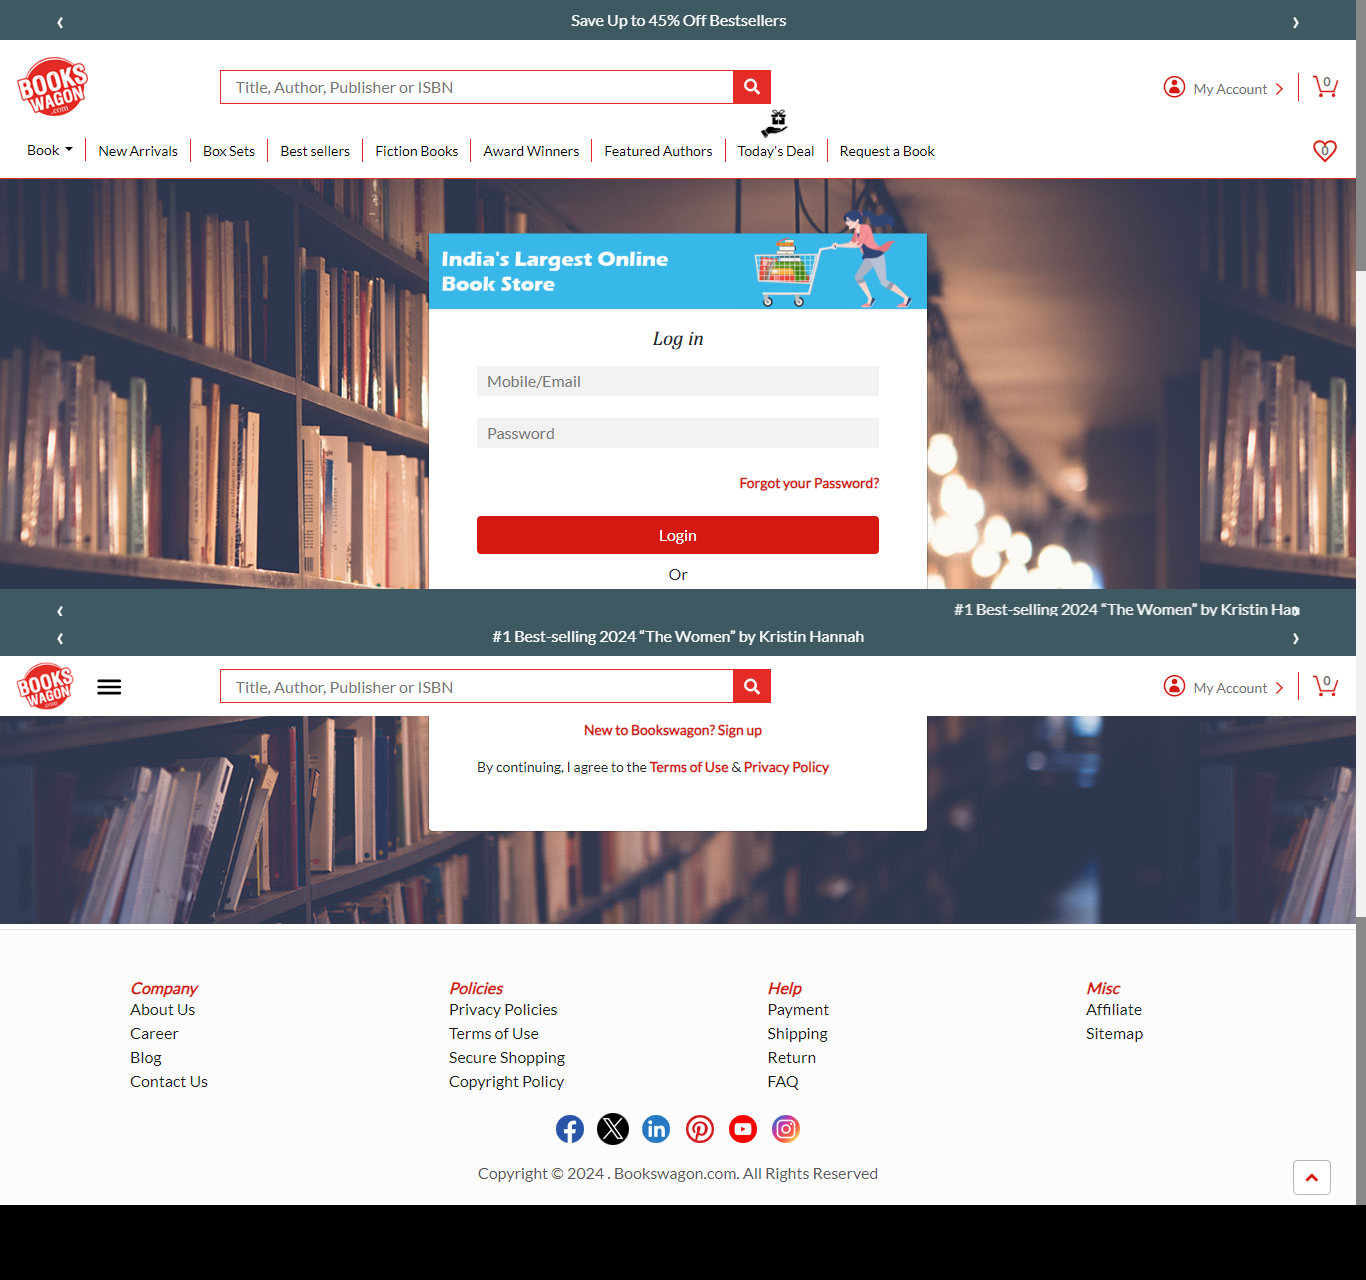 ‹ Save Up to 45% Off Bestsellers ›
BOOKS WAGON .com
Title, Author, Publisher or ISBN
My Account
0
Book
New Arrivals
Box Sets
Best sellers
Fiction Books
Award Winners
Featured Authors
Today's Deal
Request a Book
0
India's Largest Online
Book Store
Log in
Mobile/Email
Password
Forgot your Password?
Login
Or
‹ #1 Best-selling 2024 “The Women” by Kristin Han ›
‹ #1 Best-selling 2024 “The Women” by Kristin Hannah ›
BOOKS WAGON .com
Title, Author, Publisher or ISBN
My Account
0
New to Bookswagon? Sign up
By continuing, I agree to the Terms of Use & Privacy Policy
Company
About Us
Career
Blog
Contact Us
Policies
Privacy Policies
Terms of Use
Secure Shopping
Copyright Policy
Help
Payment
Shipping
Return
FAQ
Misc
Affiliate
Sitemap
Copyright © 2024 . Bookswagon.com. All Rights Reserved